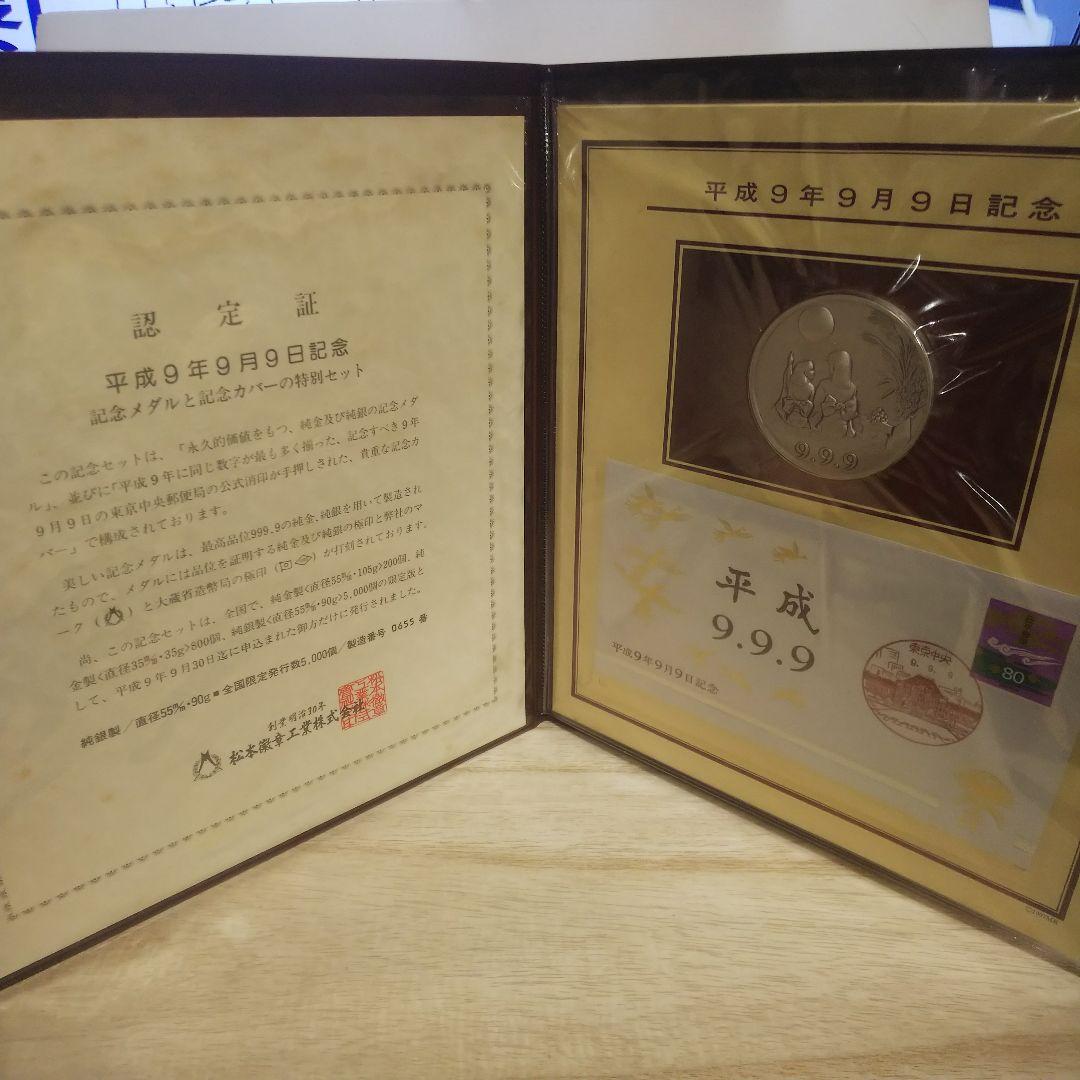 認定証
平成９年９月９日記念
記念メダルと記念カバーの特別セット
この記念セットは、「永久的価値をもつ、純金及び純銀の記念メダ
ル」、並びに「平成９年に同じ数字が最も多く揃った、記念すべき９年
９月９日の東京中央郵便局の公式消印が手押しされた、貴重な記念カ
バー」で構成されております。
美しい記念メダルは、最高品位999.9の純金、純銀を用いて製造され
たもので、メダルには品位を証明する純金及び純銀の極印と弊社のマ
ーク（ ）と大蔵省造幣局の極印（ ）が打刻されております。
尚、この記念セットは、全国で、純金製<直径55㎜・105g>200個、純
金製<直径35㎜・35g>800個、純銀製<直径55㎜・90g>5,000個の限定版と
して、平成９年９月30日迄に申込まれた御方だけに発行されました。
純銀製／直径55㎜・90g■全国限定発行数5,000個／製造番号 0655 番
創業明治30年
松本徽章工業株式会社
平成９年９月９日記念
9.9.9
平成
9.9.9
平成９年９月９日記念
東京中央
9.9.9
80